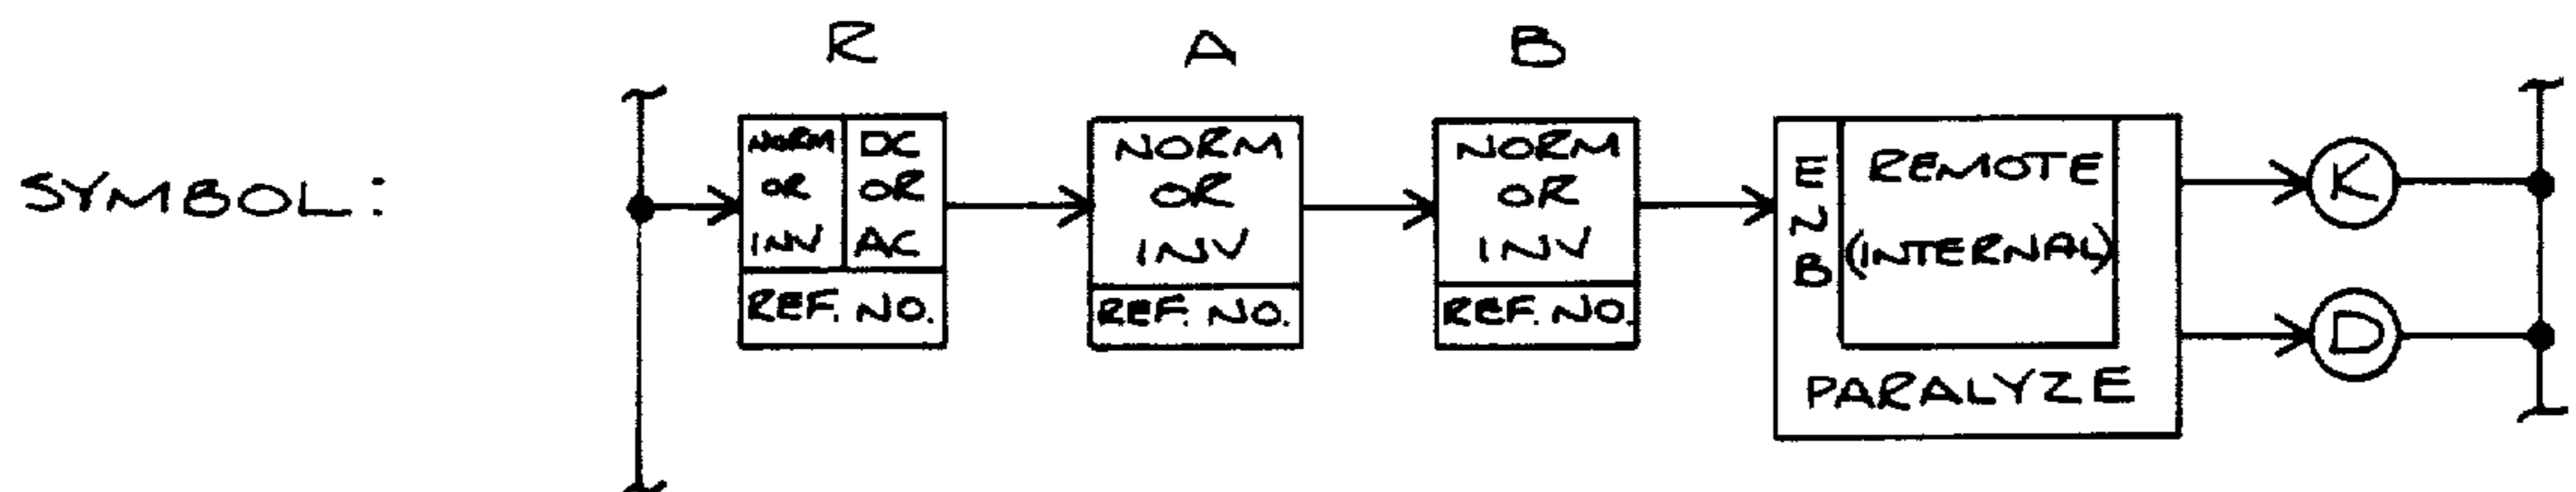 R A B
SYMBOL:
NORM
OR
INV
DC
OR
AC
REF. NO.
NORM
OR
INV
REF. NO.
NORM
OR
INV
REF. NO.
ENB
REMOTE
(INTERNAL)
PARALYZE
K
D